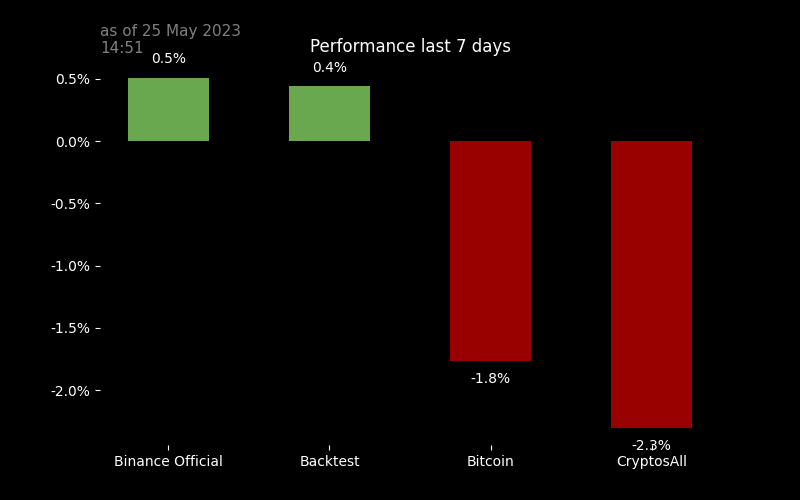 as of 25 May 2023
14:51
Performance last 7 days
0.5%
0.4%
0.5%
0.0%
-0.5%
-1.0%
-1.5%
-2.0%
-1.8%
-2.3%
Binance Official
Backtest
Bitcoin
CryptosAll